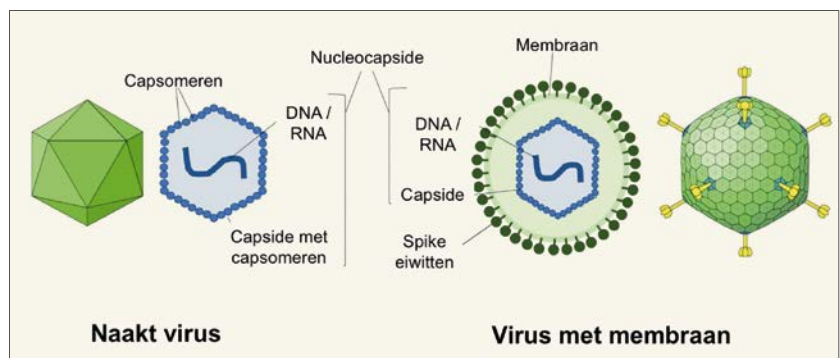 Capsomeren
Nucleocapside
Membraan
DNA /
RNA
DNA /
RNA
Capside
Capside met
capsomeren
Spike
eiwitten
Naakt virus
Virus met membraan